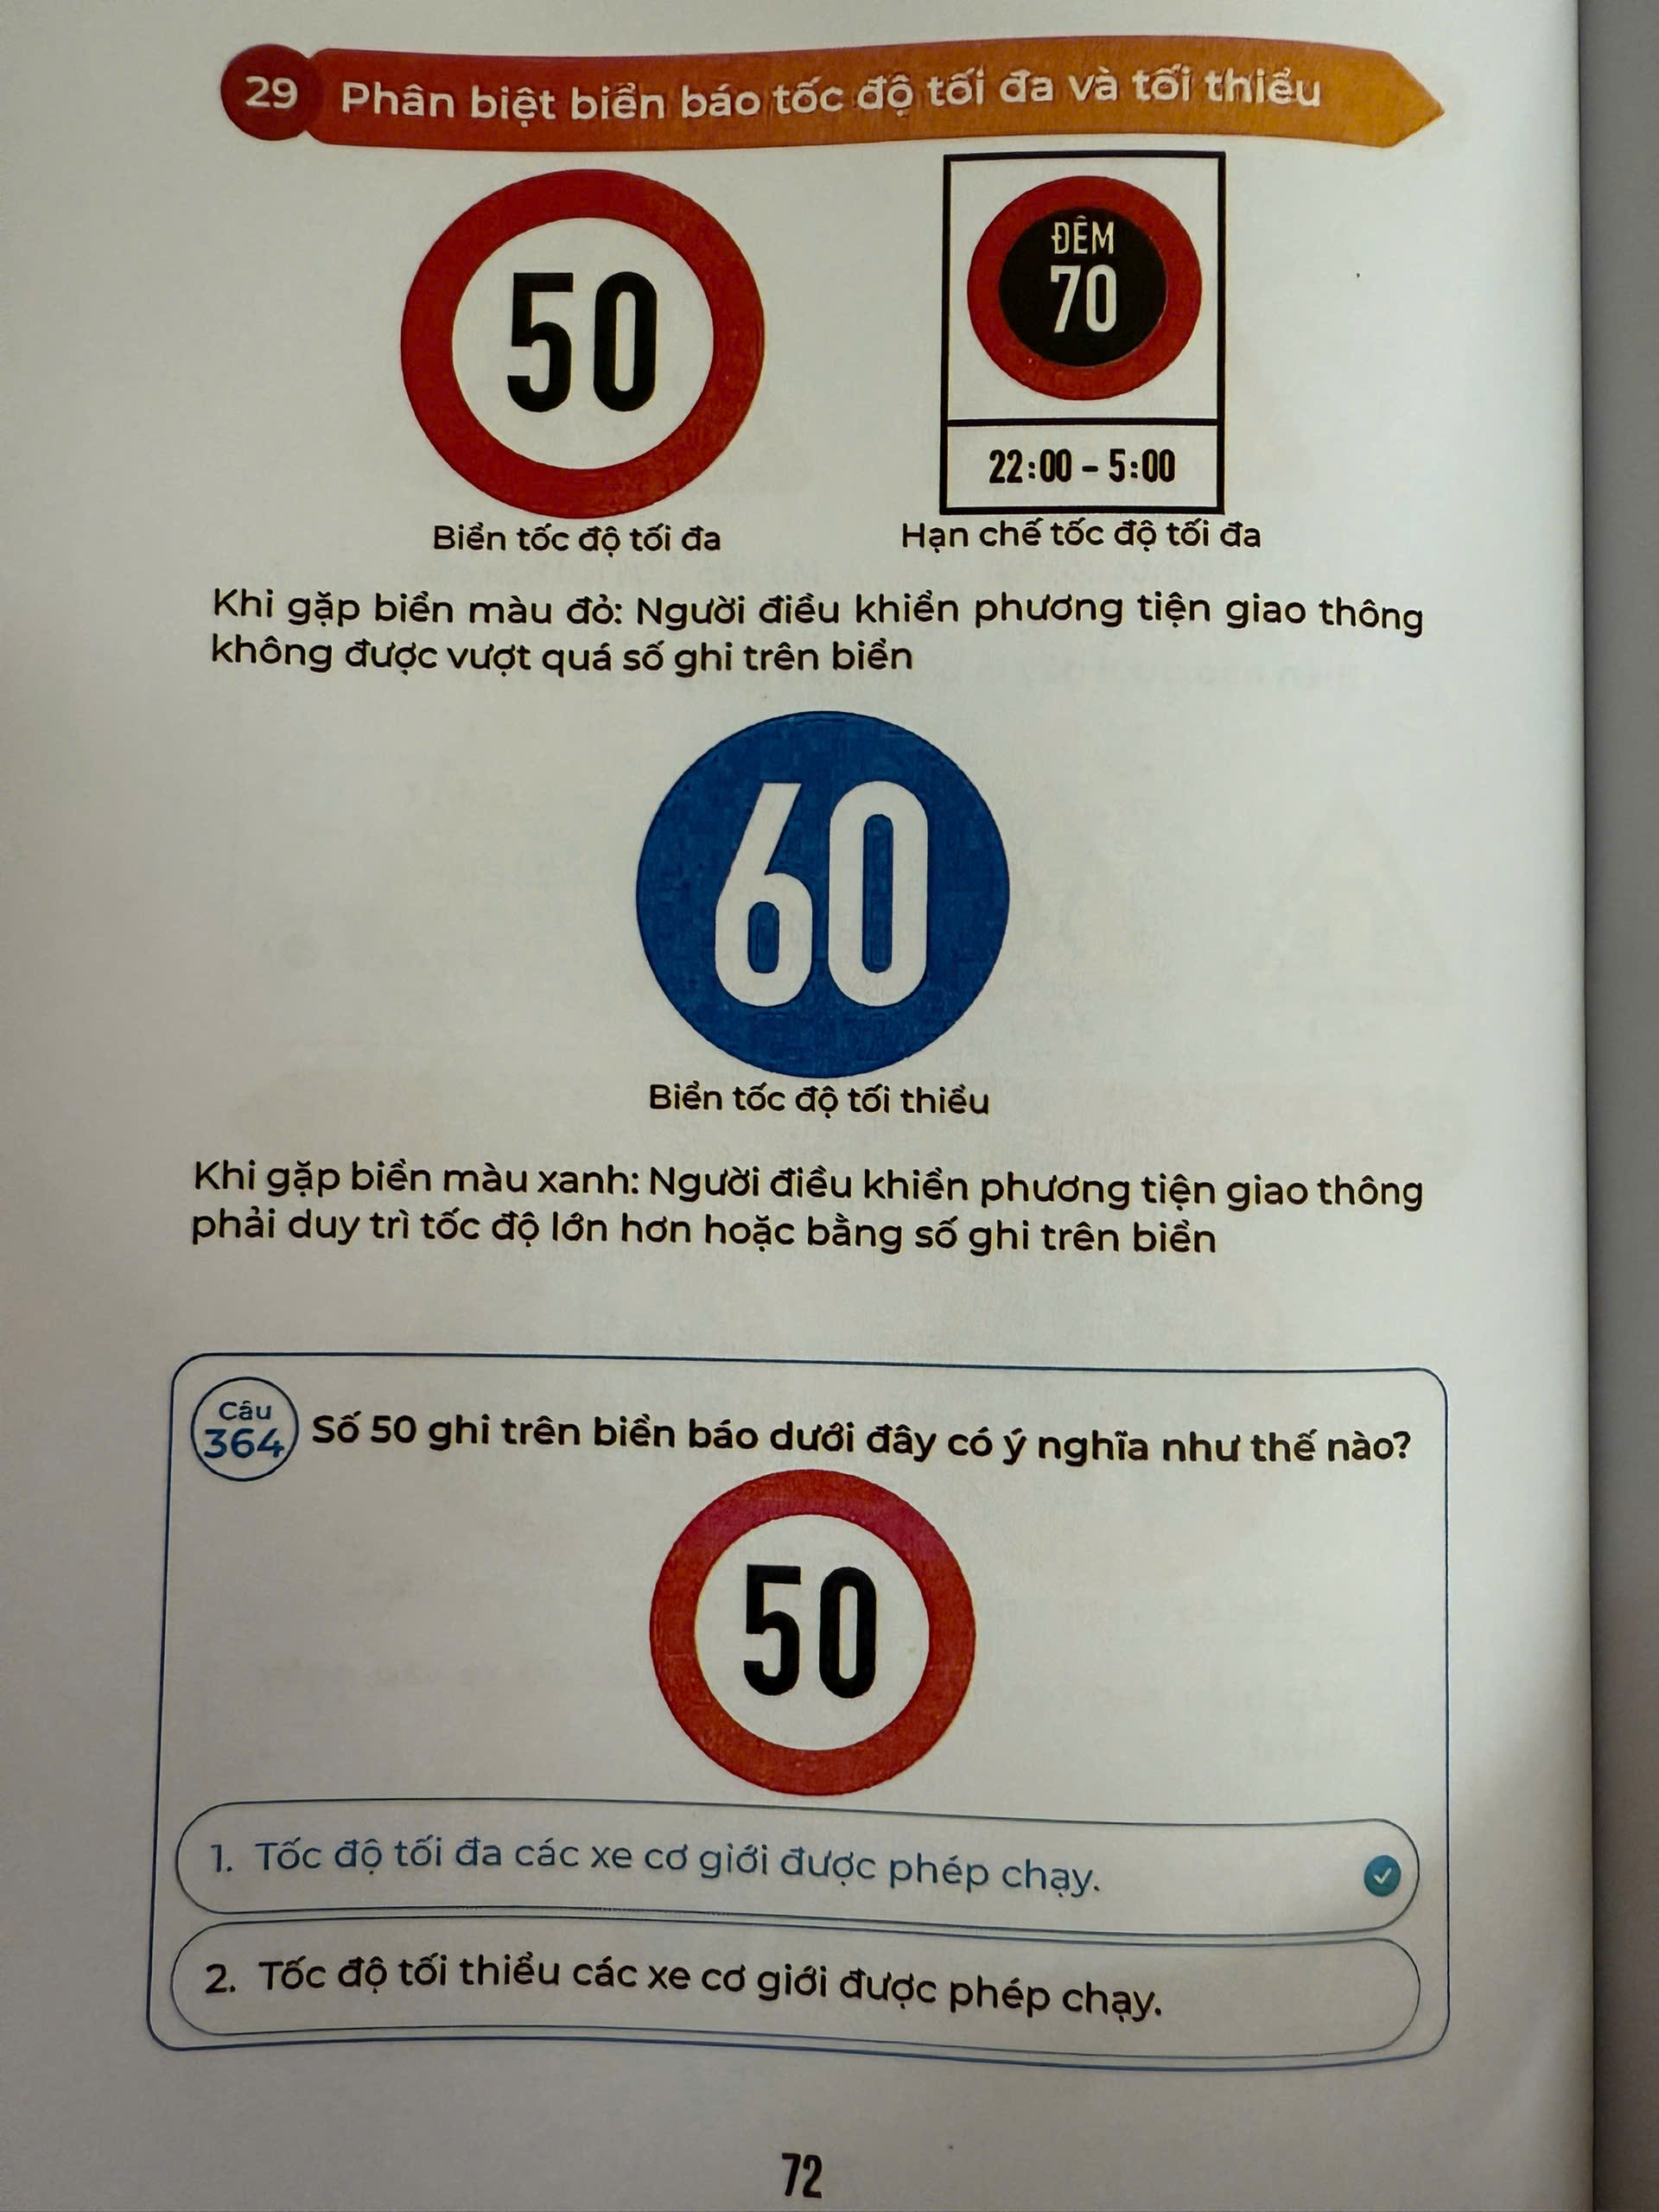 29 Phân biệt biển báo tốc độ tối đa và tối thiểu
50
ĐÊM
70
22:00 - 5:00
Biển tốc độ tối đa
Hạn chế tốc độ tối đa
Khi gặp biển màu đỏ: Người điều khiển phương tiện giao thông
không được vượt quá số ghi trên biển
60
Biển tốc độ tối thiểu
Khi gặp biển màu xanh: Người điều khiển phương tiện giao thông
phải duy trì tốc độ lớn hơn hoặc bằng số ghi trên biển
Câu
364
Số 50 ghi trên biển báo dưới đây có ý nghĩa như thế nào?
50
1. Tốc độ tối đa các xe cơ giới được phép chạy.
2. Tốc độ tối thiểu các xe cơ giới được phép chạy.
72